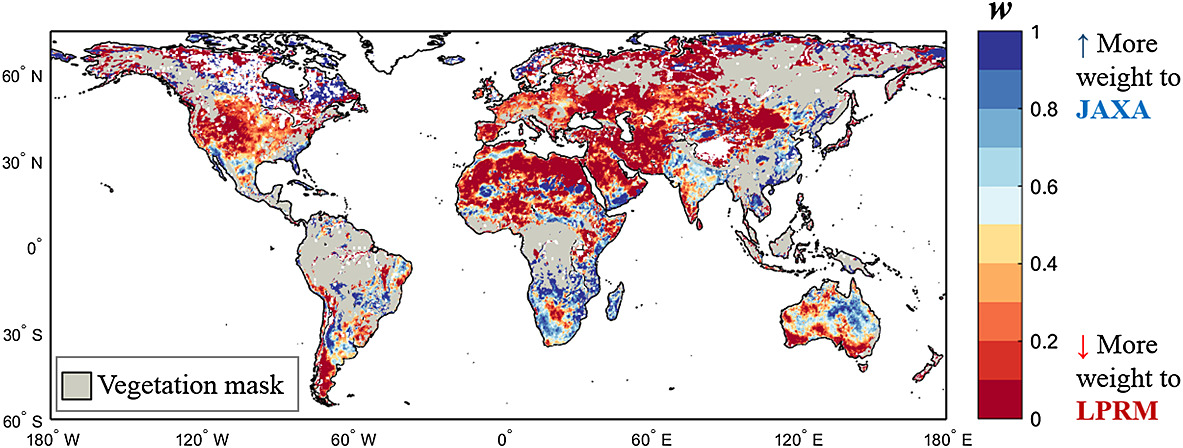 w
1
0.8
0.6
0.4
0.2
0
↑ More
weight to
JAXA
↓ More
weight to
LPRM
60° N
30° N
0°
30° S
60° S
Vegetation mask
180° W
120° W
60° W
0°
60° E
120° E
180° E